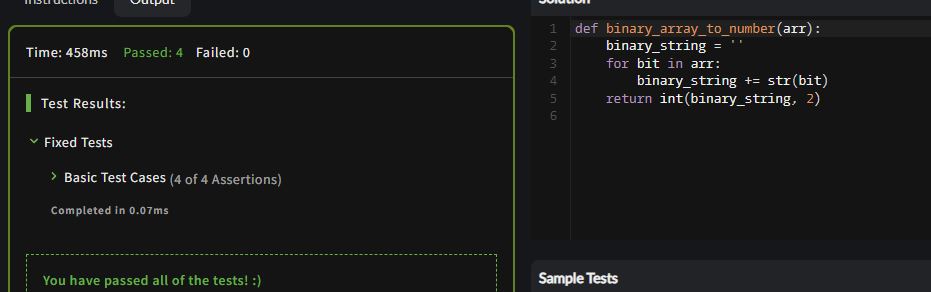 Instructions
Output
Time: 458ms Passed: 4 Failed: 0
Test Results:
Fixed Tests
Basic Test Cases (4 of 4 Assertions)
Completed in 0.07ms
You have passed all of the tests! :)
Solution
1 def binary_array_to_number(arr):
2 binary_string = ''
3 for bit in arr:
4 binary_string += str(bit)
5 return int(binary_string, 2)
6
Sample Tests